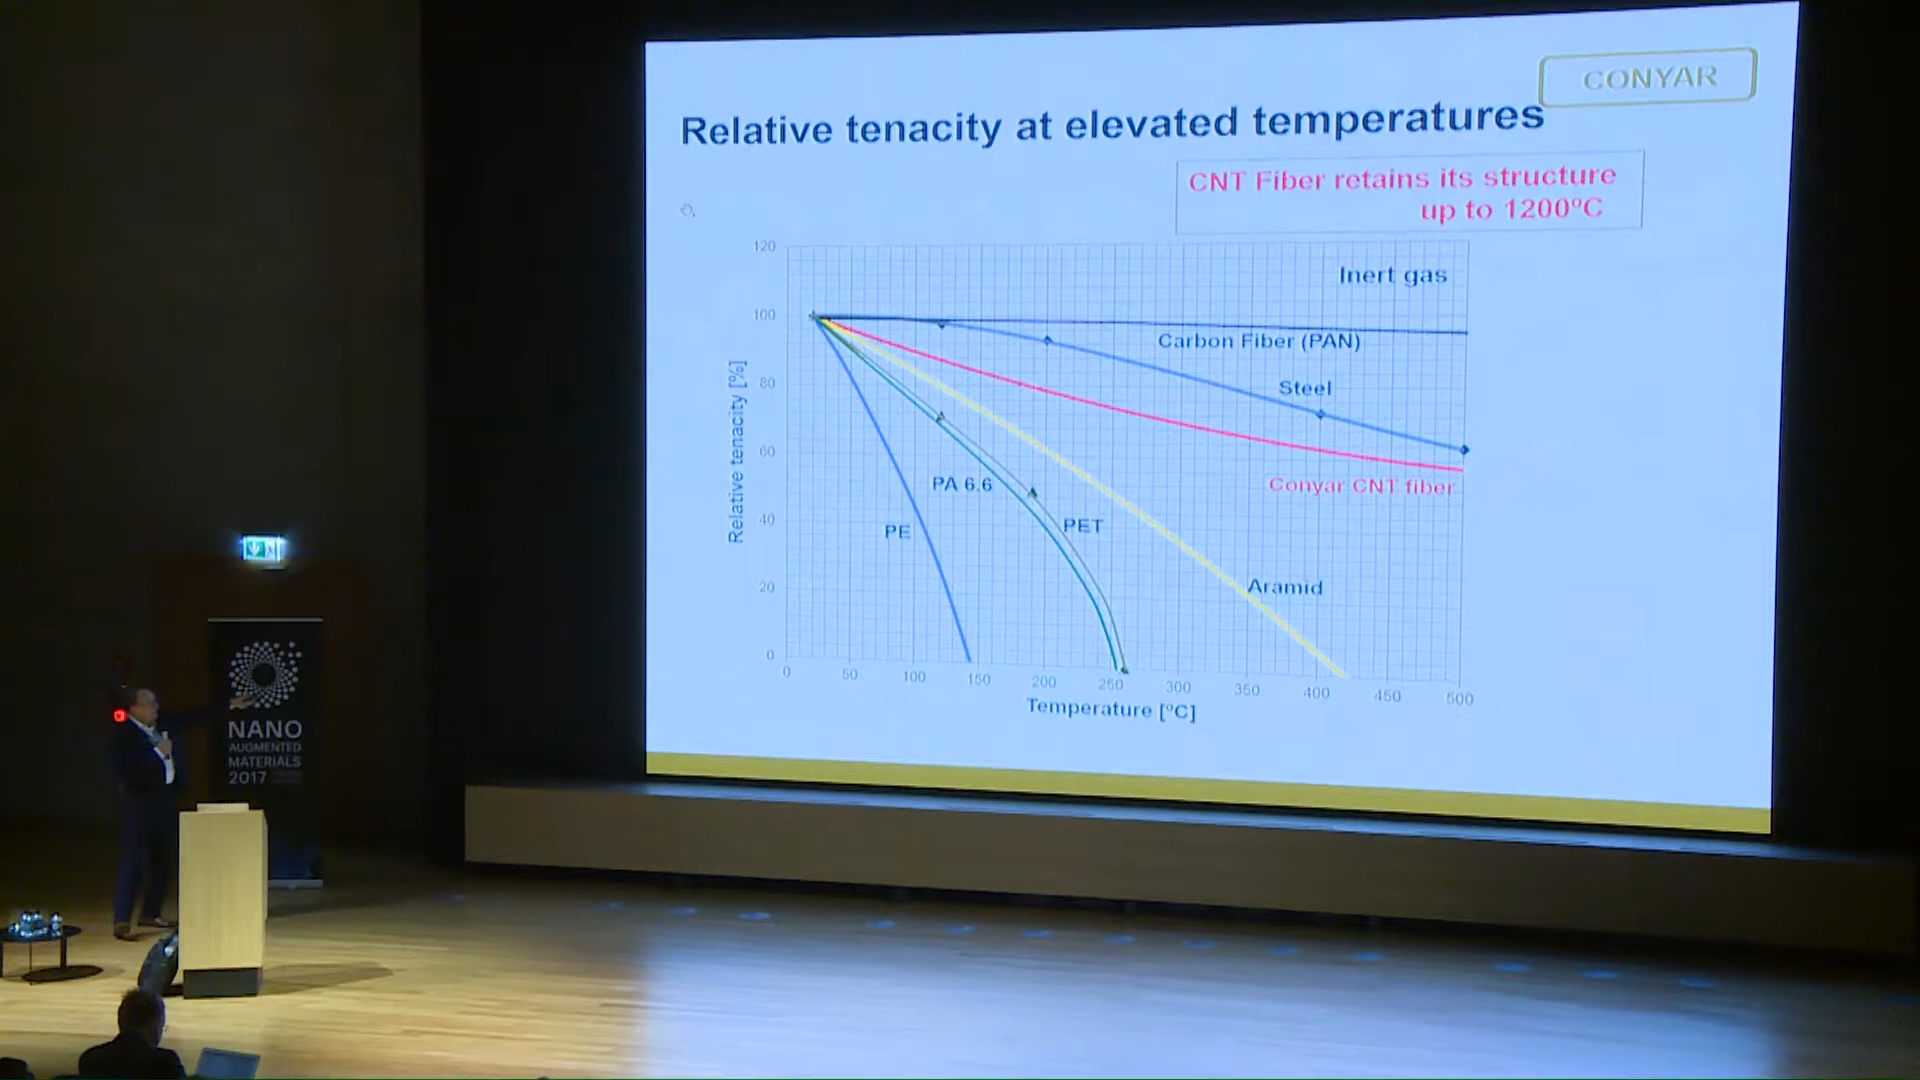 CONYAR
Relative tenacity at elevated temperatures
CNT Fiber retains its structure
up to 1200ºC
Inert gas
Carbon Fiber (PAN)
Steel
Conyar CNT fiber
PA 6.6
PE
PET
Aramid
Relative tenacity [%]
120
100
80
60
40
20
0
0 50 100 150 200 250 300 350 400 450 500
Temperature [ºC]
NANO
AUGMENTED
MATERIALS
2017